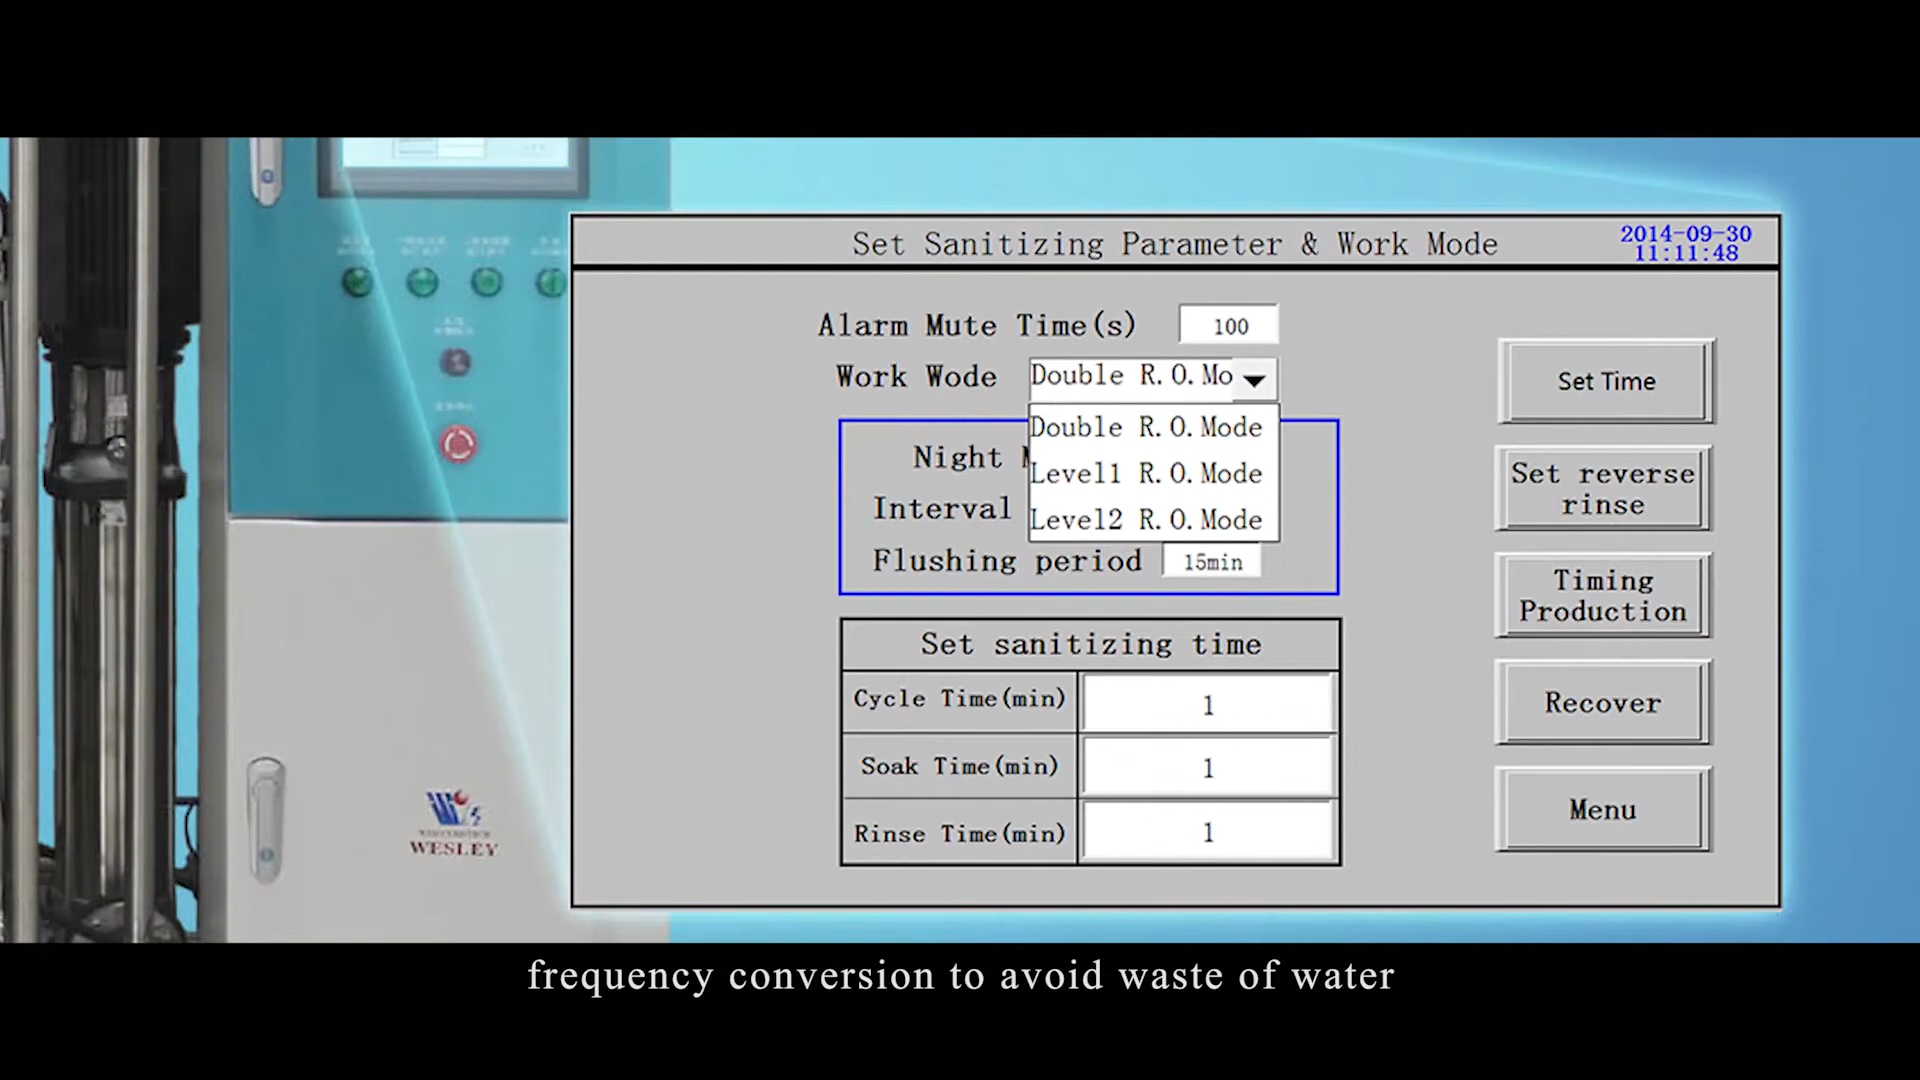 Set Sanitizing Parameter & Work Mode
2014-09-30
11:11:48
Alarm Mute Time(s) 100
Work Wode Double R.O.Mo
Double R.O.Mode
Level1 R.O.Mode
Level2 R.O.Mode
Night
Interval
Flushing period 15min
Set sanitizing time
Cycle Time(min) 1
Soak Time(min) 1
Rinse Time(min) 1
Set Time
Set reverse
rinse
Timing
Production
Recover
Menu
WESLEY
frequency conversion to avoid waste of water